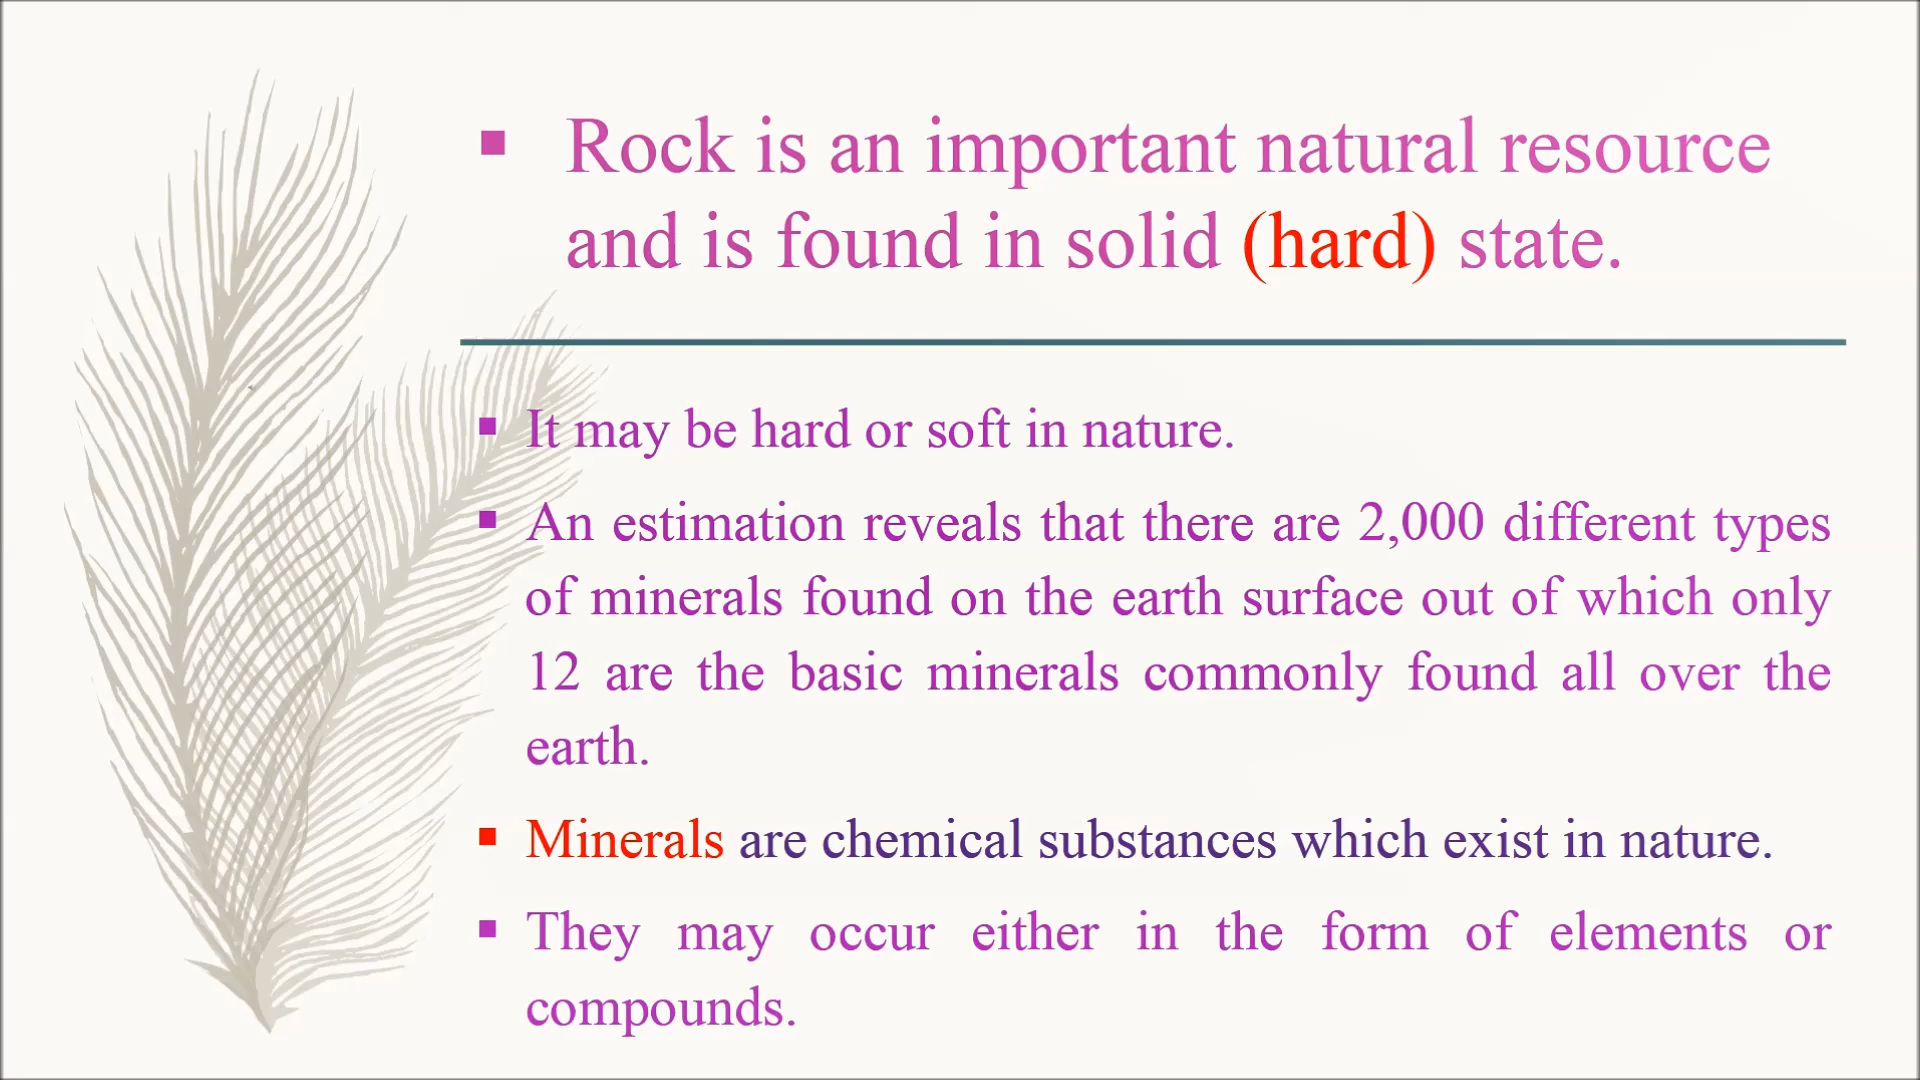 ▪ Rock is an important natural resource
and is found in solid (hard) state.
▪ It may be hard or soft in nature.
▪ An estimation reveals that there are 2,000 different types
of minerals found on the earth surface out of which only
12 are the basic minerals commonly found all over the
earth.
▪ Minerals are chemical substances which exist in nature.
▪ They may occur either in the form of elements or
compounds.